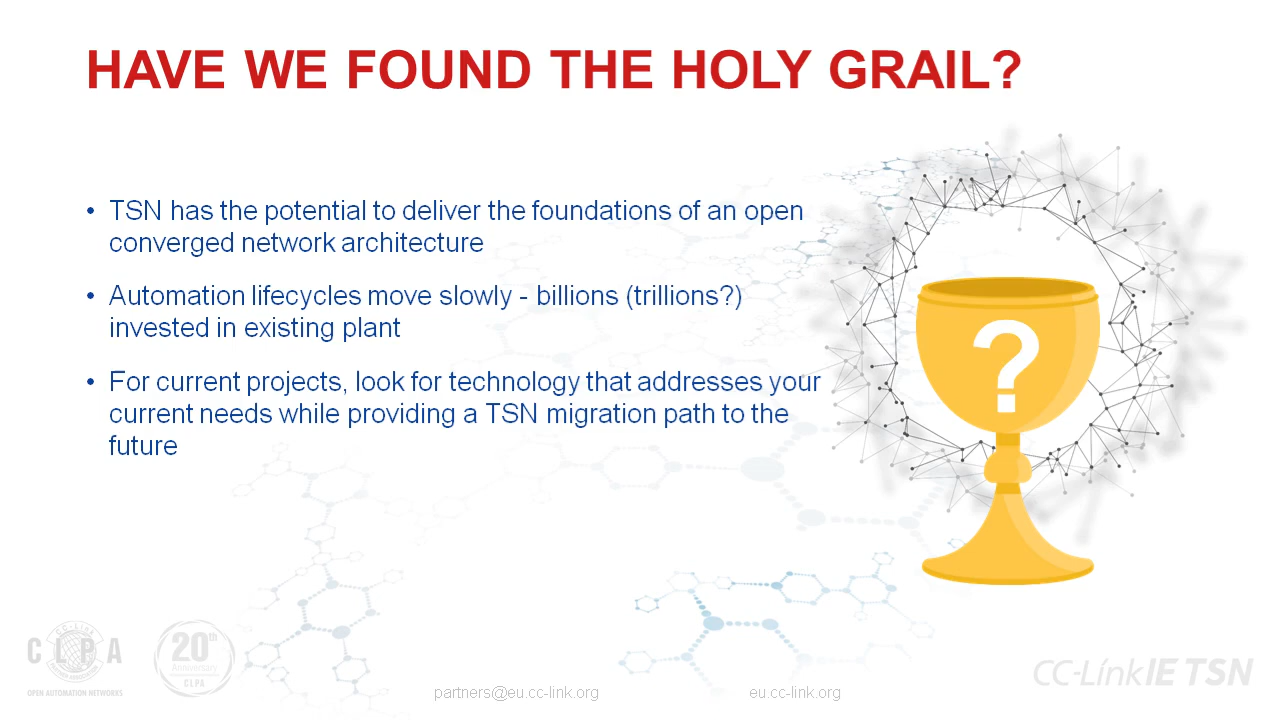 HAVE WE FOUND THE HOLY GRAIL?
• TSN has the potential to deliver the foundations of an open
converged network architecture
• Automation lifecycles move slowly - billions (trillions?)
invested in existing plant
• For current projects, look for technology that addresses your
current needs while providing a TSN migration path to the
future
?
CC-Link
CLPA
OPEN AUTOMATION NETWORKS
20th
Anniversary
CLPA
partners@eu.cc-link.org
eu.cc-link.org
CC-Link IE TSN